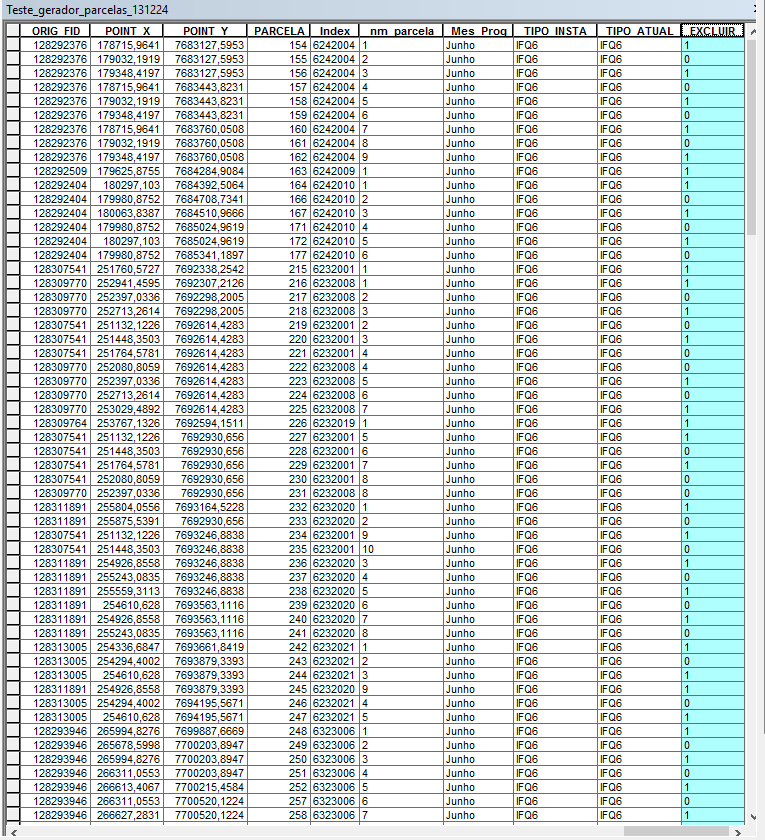 Teste_gerador_parcelas_131224
ORIG_FID POINT_X POINT_Y PARCELA Index nm_parcela Mes_Prog TIPO_INSTA TIPO_ATUAL EXCLUIR
128292376 178715,9641 7683127,5953 154 6242004 1 Junho IFQ6 IFQ6 1
128292376 179032,1919 7683127,5953 155 6242004 2 Junho IFQ6 IFQ6 0
128292376 179348,4197 7683127,5953 156 6242004 3 Junho IFQ6 IFQ6 1
128292376 178715,9641 7683443,8231 157 6242004 4 Junho IFQ6 IFQ6 0
128292376 179032,1919 7683443,8231 158 6242004 5 Junho IFQ6 IFQ6 1
128292376 179348,4197 7683443,8231 159 6242004 6 Junho IFQ6 IFQ6 0
128292376 178715,9641 7683760,0508 160 6242004 7 Junho IFQ6 IFQ6 1
128292376 179032,1919 7683760,0508 161 6242004 8 Junho IFQ6 IFQ6 0
128292376 179348,4197 7683760,0508 162 6242004 9 Junho IFQ6 IFQ6 1
128292509 179625,8755 7684284,9084 163 6242009 1 Junho IFQ6 IFQ6 1
128292404 180297,103 7684392,5064 164 6242010 1 Junho IFQ6 IFQ6 1
128292404 179980,8752 7684708,7341 166 6242010 2 Junho IFQ6 IFQ6 0
128292404 180063,8387 7684510,9666 167 6242010 3 Junho IFQ6 IFQ6 1
128292404 179980,8752 7685024,9619 171 6242010 4 Junho IFQ6 IFQ6 0
128292404 180297,103 7685024,9619 172 6242010 5 Junho IFQ6 IFQ6 1
128292404 179980,8752 7685341,1897 177 6242010 6 Junho IFQ6 IFQ6 0
128307541 251760,5727 7692338,2542 215 6232001 1 Junho IFQ6 IFQ6 1
128309770 252941,4595 7692307,2126 216 6232008 1 Junho IFQ6 IFQ6 1
128309770 252397,0336 7692298,2005 217 6232008 2 Junho IFQ6 IFQ6 0
128309770 252713,2614 7692298,2005 218 6232008 3 Junho IFQ6 IFQ6 1
128307541 251132,1226 7692614,4283 219 6232001 2 Junho IFQ6 IFQ6 0
128307541 251448,3503 7692614,4283 220 6232001 3 Junho IFQ6 IFQ6 1
128307541 251764,5781 7692614,4283 221 6232001 4 Junho IFQ6 IFQ6 0
128309770 252080,8059 7692614,4283 222 6232008 4 Junho IFQ6 IFQ6 0
128309770 252397,0336 7692614,4283 223 6232008 5 Junho IFQ6 IFQ6 1
128309770 252713,2614 7692614,4283 224 6232008 6 Junho IFQ6 IFQ6 0
128309770 253029,4892 7692614,4283 225 6232008 7 Junho IFQ6 IFQ6 1
128309764 253767,1326 7692594,1511 226 6232019 1 Junho IFQ6 IFQ6 1
128307541 251132,1226 7692930,656 227 6232001 5 Junho IFQ6 IFQ6 1
128307541 251448,3503 7692930,656 228 6232001 6 Junho IFQ6 IFQ6 0
128307541 251764,5781 7692930,656 229 6232001 7 Junho IFQ6 IFQ6 1
128307541 252080,8059 7692930,656 230 6232001 8 Junho IFQ6 IFQ6 0
128309770 252397,0336 7692930,656 231 6232008 8 Junho IFQ6 IFQ6 0
128311891 255804,0556 7693164,5228 232 6232020 1 Junho IFQ6 IFQ6 1
128311891 255875,5391 7692930,656 233 6232020 2 Junho IFQ6 IFQ6 0
128307541 251132,1226 7693246,8838 234 6232001 9 Junho IFQ6 IFQ6 1
128307541 251448,3503 7693246,8838 235 6232001 10 Junho IFQ6 IFQ6 0
128311891 254926,8558 7693246,8838 236 6232020 3 Junho IFQ6 IFQ6 1
128311891 255243,0835 7693246,8838 237 6232020 4 Junho IFQ6 IFQ6 0
128311891 255559,3113 7693246,8838 238 6232020 5 Junho IFQ6 IFQ6 1
128311891 254610,628 7693563,1116 239 6232020 6 Junho IFQ6 IFQ6 0
128311891 254926,8558 7693563,1116 240 6232020 7 Junho IFQ6 IFQ6 1
128311891 255243,0835 7693563,1116 241 6232020 8 Junho IFQ6 IFQ6 0
128313005 254336,6847 7693661,8419 242 6232021 1 Junho IFQ6 IFQ6 1
128313005 254294,4002 7693879,3393 243 6232021 2 Junho IFQ6 IFQ6 0
128313005 254610,628 7693879,3393 244 6232021 3 Junho IFQ6 IFQ6 1
128311891 254926,8558 7693879,3393 245 6232020 9 Junho IFQ6 IFQ6 1
128313005 254294,4002 7694195,5671 246 6232021 4 Junho IFQ6 IFQ6 0
128313005 254610,628 7694195,5671 247 6232021 5 Junho IFQ6 IFQ6 1
128293946 265994,8276 7699887,6669 248 6323006 1 Junho IFQ6 IFQ6 1
128293946 265678,5998 7700203,8947 249 6323006 2 Junho IFQ6 IFQ6 0
128293946 265994,8276 7700203,8947 250 6323006 3 Junho IFQ6 IFQ6 1
128293946 266311,0553 7700203,8947 251 6323006 4 Junho IFQ6 IFQ6 0
128293946 266613,4067 7700215,4584 252 6323006 5 Junho IFQ6 IFQ6 1
128293946 266311,0553 7700520,1224 257 6323006 6 Junho IFQ6 IFQ6 0
128293946 266627,2831 7700520,1224 258 6323006 7 Junho IFQ6 IFQ6 1